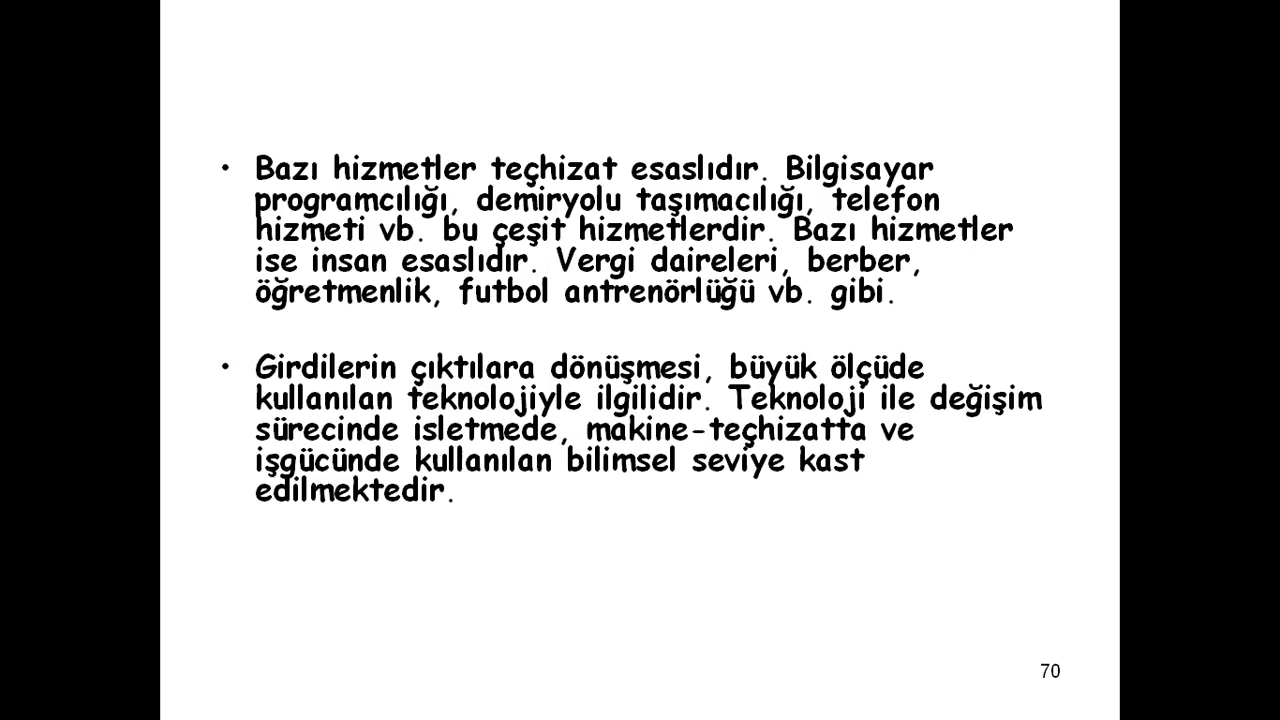 • Bazı hizmetler teçhizat esaslıdır. Bilgisayar
programcılığı, demiryolu taşımacılığı, telefon
hizmeti vb. bu çeşit hizmetlerdir. Bazı hizmetler
ise insan esaslıdır. Vergi daireleri, berber,
öğretmenlik, futbol antrenörlüğü vb. gibi.
• Girdilerin çıktılara dönüşmesi, büyük ölçüde
kullanılan teknolojiyle ilgilidir. Teknoloji ile değişim
sürecinde isletmede, makine-teçhizatta ve
işgücünde kullanılan bilimsel seviye kast
edilmektedir.
70